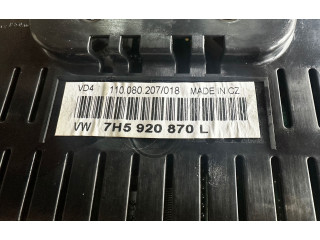 VD4 110.080.207/018 MADE IN CZ
VW 7H5 920 870 L